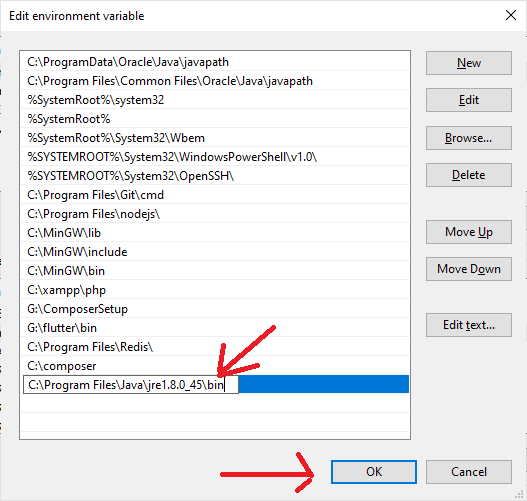 Edit environment variable
C:\ProgramData\Oracle\Java\javapath
C:\Program Files\Common Files\Oracle\Java\javapath
%SystemRoot%\system32
%SystemRoot%
%SystemRoot%\System32\Wbem
%SYSTEMROOT%\System32\WindowsPowerShell\v1.0\
%SYSTEMROOT%\System32\OpenSSH\
C:\Program Files\Git\cmd
C:\Program Files\nodejs\
C:\MinGW\lib
C:\MinGW\include
C:\MinGW\bin
C:\xampp\php
G:\ComposerSetup
G:\flutter\bin
C:\Program Files\Redis\
C:\composer
C:\Program Files\Java\jre1.8.0_45\bin
New
Edit
Browse...
Delete
Move Up
Move Down
Edit text...
OK
Cancel